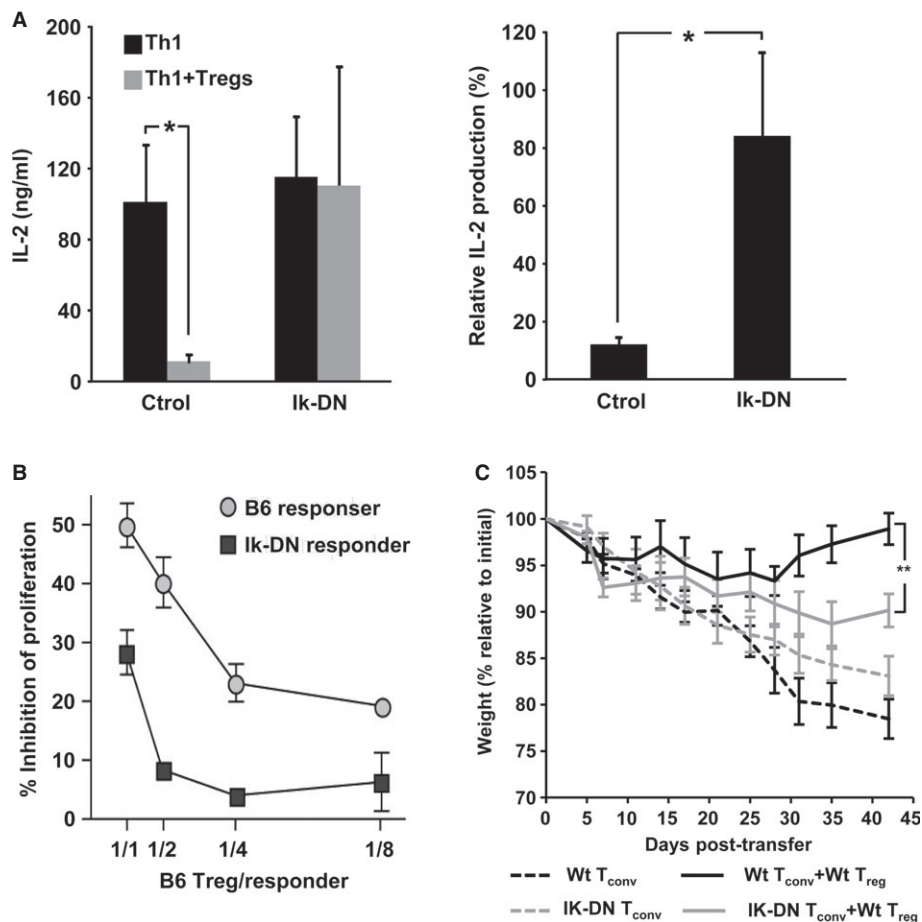 A
200
160
120
80
40
0
IL-2 (ng/ml)
Th1
Th1+Tregs
*
Ctrol
Ik-DN
120
100
80
60
40
20
0
Relative IL-2 production (%)
*
Ctrol
Ik-DN
B
50
40
30
20
10
0
% Inhibition of proliferation
B6 responser
Ik-DN responder
1/1 1/2 1/4 1/8
B6 Treg/responder
C
105
100
95
90
85
80
75
70
Weight (% relative to initial)
**
0 5 10 15 20 25 30 35 40 45
Days post-transfer
Wt Tconv
Wt Tconv+Wt Treg
IK-DN Tconv
IK-DN Tconv+Wt Treg